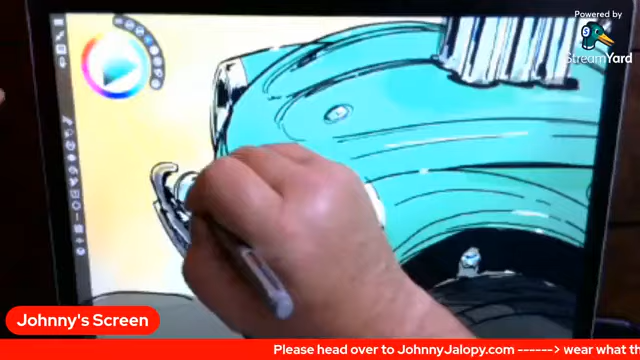 Powered by
StreamYard
Johnny's Screen
Please head over to JohnnyJalopy.com ------> wear what th